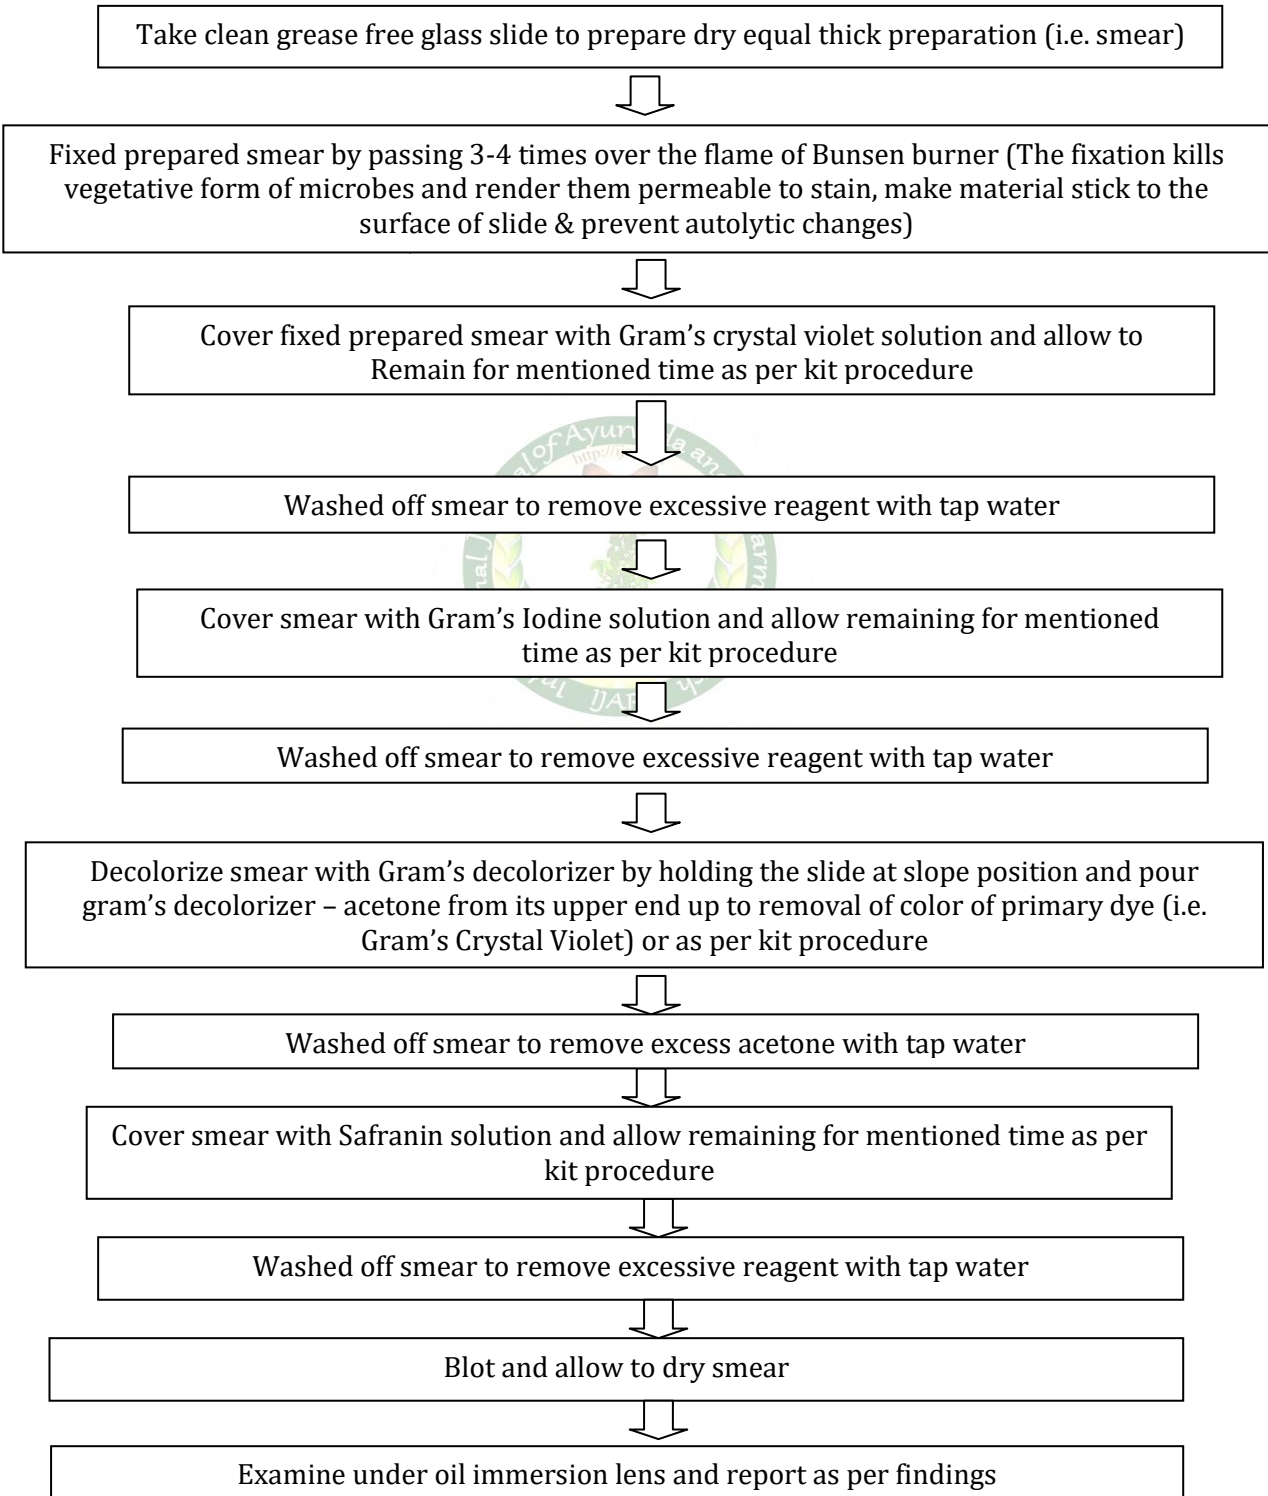 Take clean grease free glass slide to prepare dry equal thick preparation (i.e. smear)
Fixed prepared smear by passing 3-4 times over the flame of Bunsen burner (The fixation kills
vegetative form of microbes and render them permeable to stain, make material stick to the
surface of slide & prevent autolytic changes)
Cover fixed prepared smear with Gram’s crystal violet solution and allow to
Remain for mentioned time as per kit procedure
Washed off smear to remove excessive reagent with tap water
Cover smear with Gram’s Iodine solution and allow remaining for mentioned
time as per kit procedure
Washed off smear to remove excessive reagent with tap water
Decolorize smear with Gram’s decolorizer by holding the slide at slope position and pour
gram’s decolorizer – acetone from its upper end up to removal of color of primary dye (i.e.
Gram’s Crystal Violet) or as per kit procedure
Washed off smear to remove excess acetone with tap water
Cover smear with Safranin solution and allow remaining for mentioned time as per
kit procedure
Washed off smear to remove excessive reagent with tap water
Blot and allow to dry smear
Examine under oil immersion lens and report as per findings